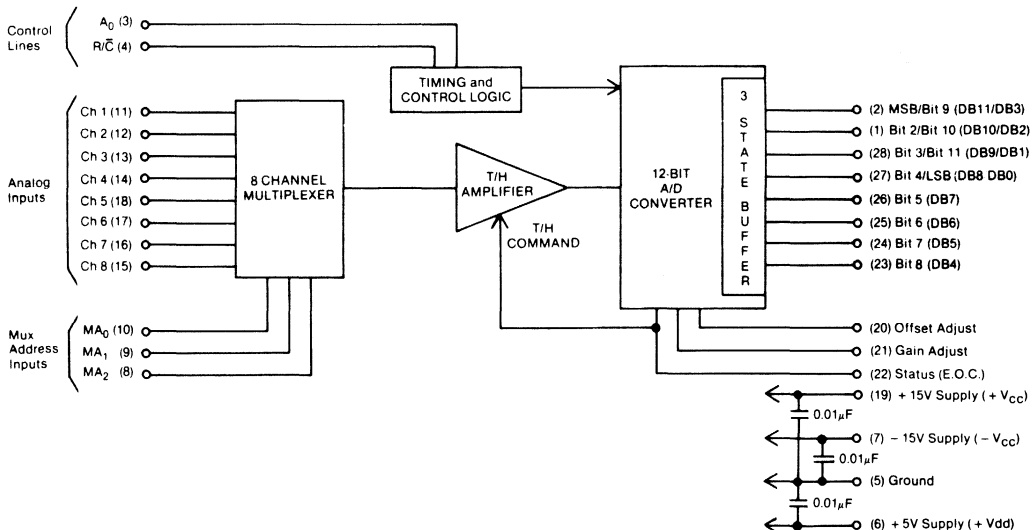 Control
Lines
A₀ (3)
R/C̅ (4)
TIMING and
CONTROL LOGIC
Analog
Inputs
Ch 1 (11)
Ch 2 (12)
Ch 3 (13)
Ch 4 (14)
Ch 5 (18)
Ch 6 (17)
Ch 7 (16)
Ch 8 (15)
8 CHANNEL
MULTIPLEXER
T/H
AMPLIFIER
T/H
COMMAND
12-BIT
A/D
CONVERTER
3 STATE BUFFER
(2) MSB/Bit 9 (DB11/DB3)
(1) Bit 2/Bit 10 (DB10/DB2)
(28) Bit 3/Bit 11 (DB9/DB1)
(27) Bit 4/LSB (DB8 DB0)
(26) Bit 5 (DB7)
(25) Bit 6 (DB6)
(24) Bit 7 (DB5)
(23) Bit 8 (DB4)
Mux
Address
Inputs
MA₀ (10)
MA₁ (9)
MA₂ (8)
(20) Offset Adjust
(21) Gain Adjust
(22) Status (E.O.C.)
(19) + 15V Supply (+ VCC)
0.01μF
(7) − 15V Supply (− VCC)
0.01μF
(5) Ground
0.01μF
(6) + 5V Supply (+ Vdd)